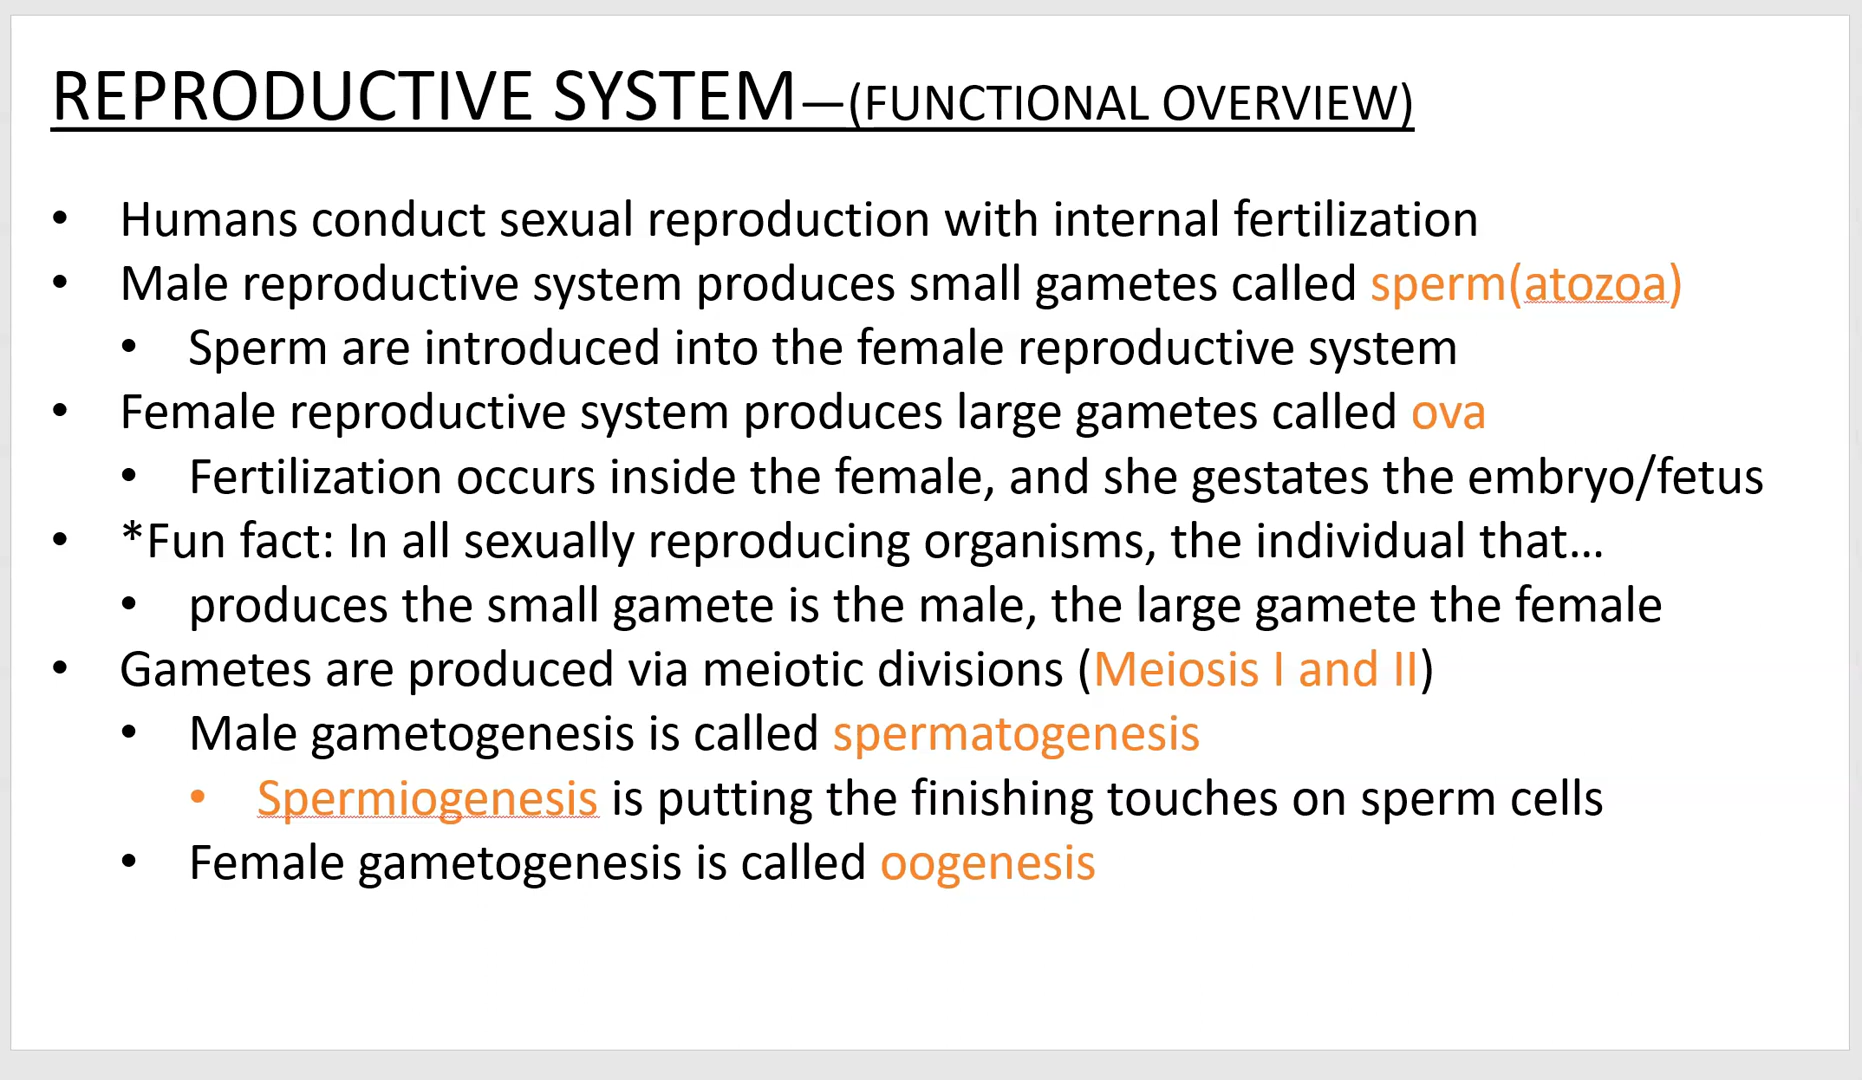 REPRODUCTIVE SYSTEM—(FUNCTIONAL OVERVIEW)
• Humans conduct sexual reproduction with internal fertilization
• Male reproductive system produces small gametes called sperm(atozoa)
• Sperm are introduced into the female reproductive system
• Female reproductive system produces large gametes called ova
• Fertilization occurs inside the female, and she gestates the embryo/fetus
• *Fun fact: In all sexually reproducing organisms, the individual that...
• produces the small gamete is the male, the large gamete the female
• Gametes are produced via meiotic divisions (Meiosis I and II)
• Male gametogenesis is called spermatogenesis
• Spermiogenesis is putting the finishing touches on sperm cells
• Female gametogenesis is called oogenesis